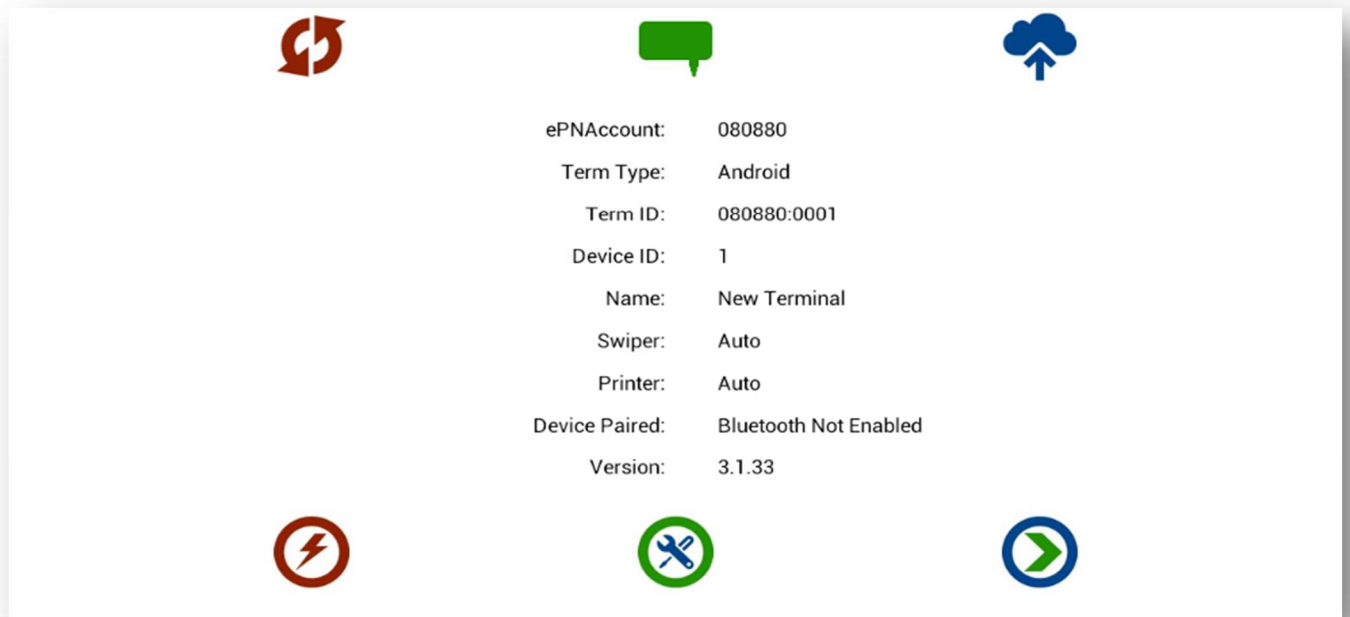 ePNAccount: 080880
Term Type: Android
Term ID: 080880:0001
Device ID: 1
Name: New Terminal
Swiper: Auto
Printer: Auto
Device Paired: Bluetooth Not Enabled
Version: 3.1.33